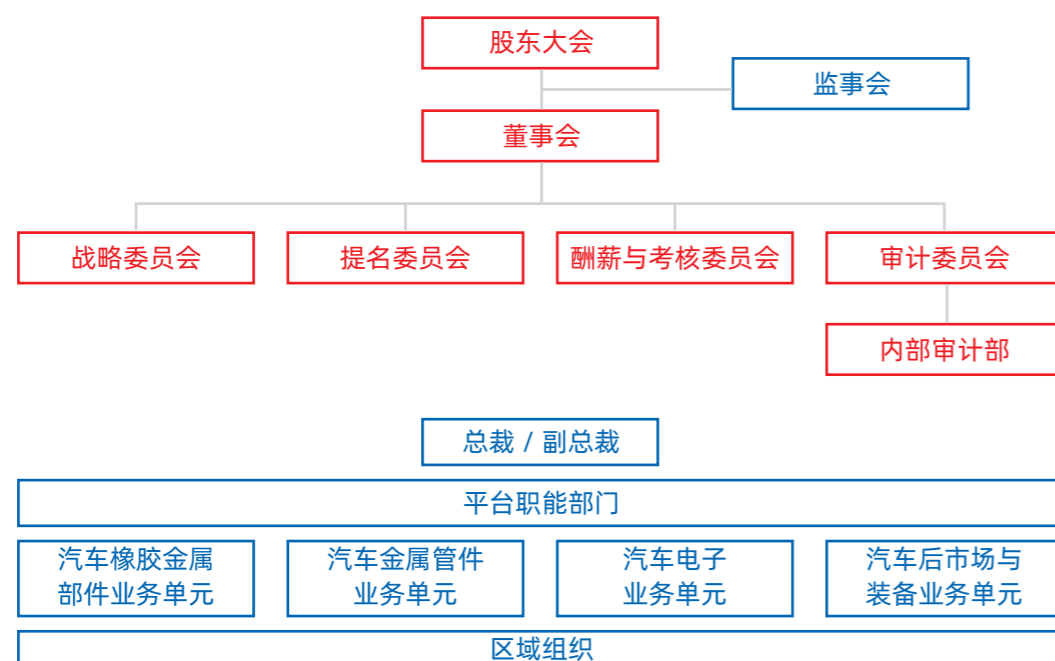 股东大会
监事会
董事会
战略委员会
提名委员会
酬薪与考核委员会
审计委员会
内部审计部
总裁 / 副总裁
平台职能部门
汽车橡胶金属
部件业务单元
汽车金属管件
业务单元
汽车电子
业务单元
汽车后市场与
装备业务单元
区域组织